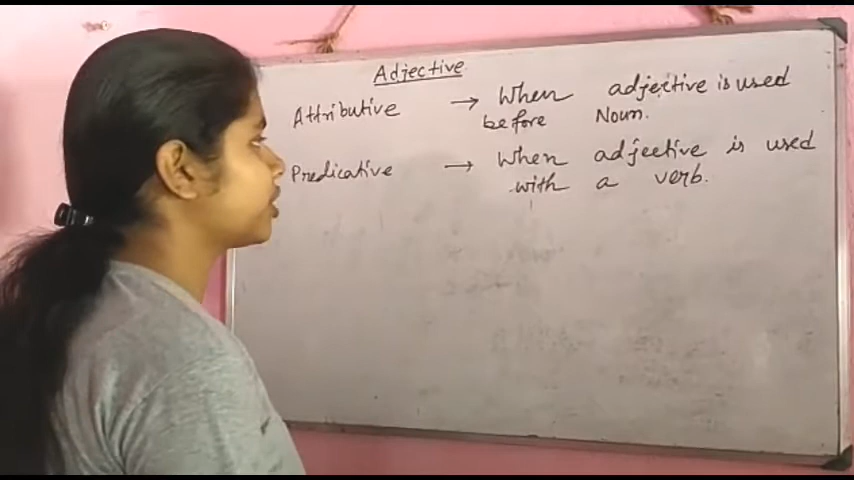 Adjective
Attributive → When adjective is used
before Noun.
Predicative → When adjective is used
with a verb.